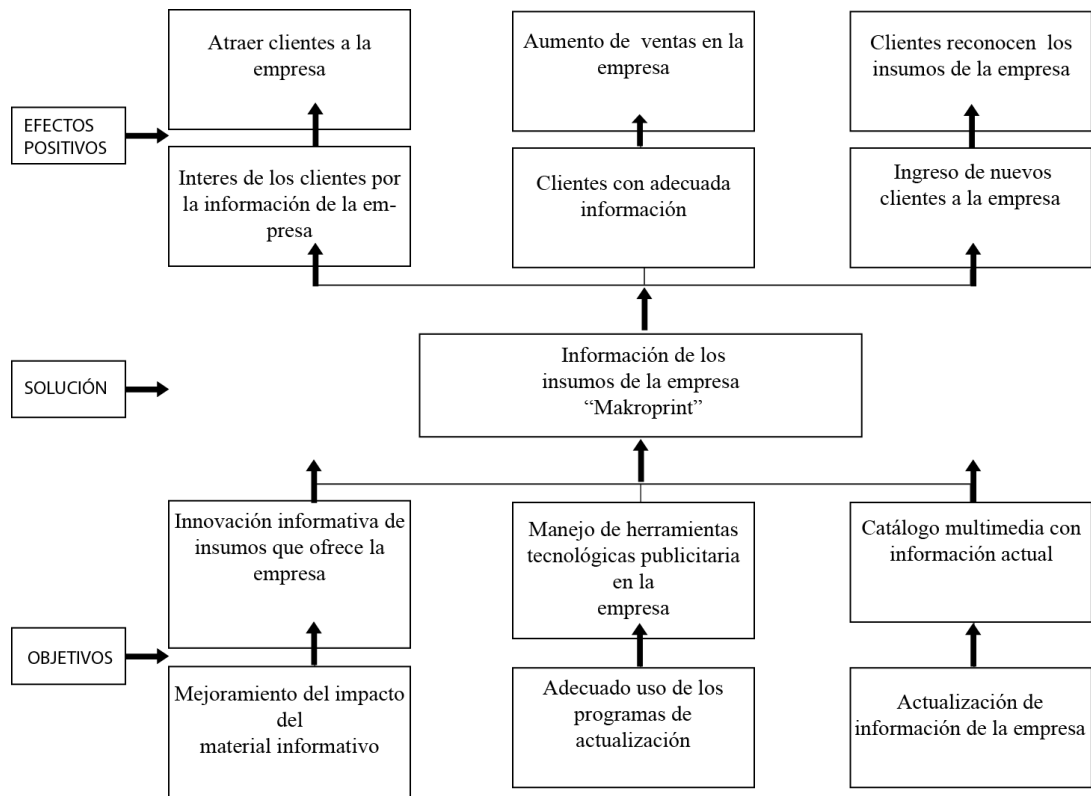 Atraer clientes a la
empresa
Aumento de ventas en la
empresa
Clientes reconocen los
insumos de la empresa
EFECTOS
POSITIVOS
Interes de los clientes por
la información de la em-
presa
Clientes con adecuada
información
Ingreso de nuevos
clientes a la empresa
SOLUCIÓN
Información de los
insumos de la empresa
“Makroprint”
Innovación informativa de
insumos que ofrece la
empresa
Manejo de herramientas
tecnológicas publicitaria
en la
empresa
Catálogo multimedia con
información actual
OBJETIVOS
Mejoramiento del impacto
del
material informativo
Adecuado uso de los
programas de
actualización
Actualización de
información de la empresa